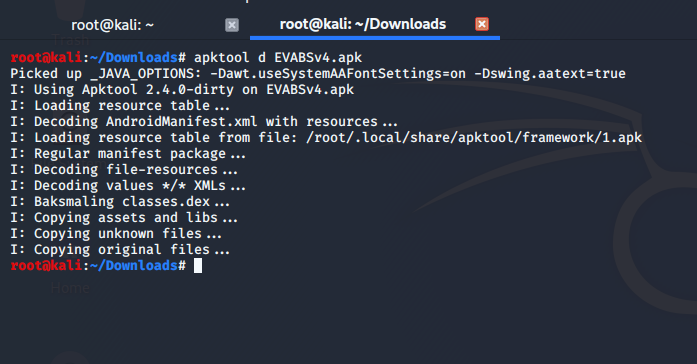 root@kali: ~
root@kali: ~/Downloads
root@kali:~/Downloads# apktool d EVABSv4.apk
Picked up _JAVA_OPTIONS: -Dawt.useSystemAAFontSettings=on -Dswing.aatext=true
I: Using Apktool 2.4.0-dirty on EVABSv4.apk
I: Loading resource table...
I: Decoding AndroidManifest.xml with resources...
I: Loading resource table from file: /root/.local/share/apktool/framework/1.apk
I: Regular manifest package...
I: Decoding file-resources...
I: Decoding values */* XMLs...
I: Baksmaling classes.dex...
I: Copying assets and libs...
I: Copying unknown files...
I: Copying original files...
root@kali:~/Downloads#
Home